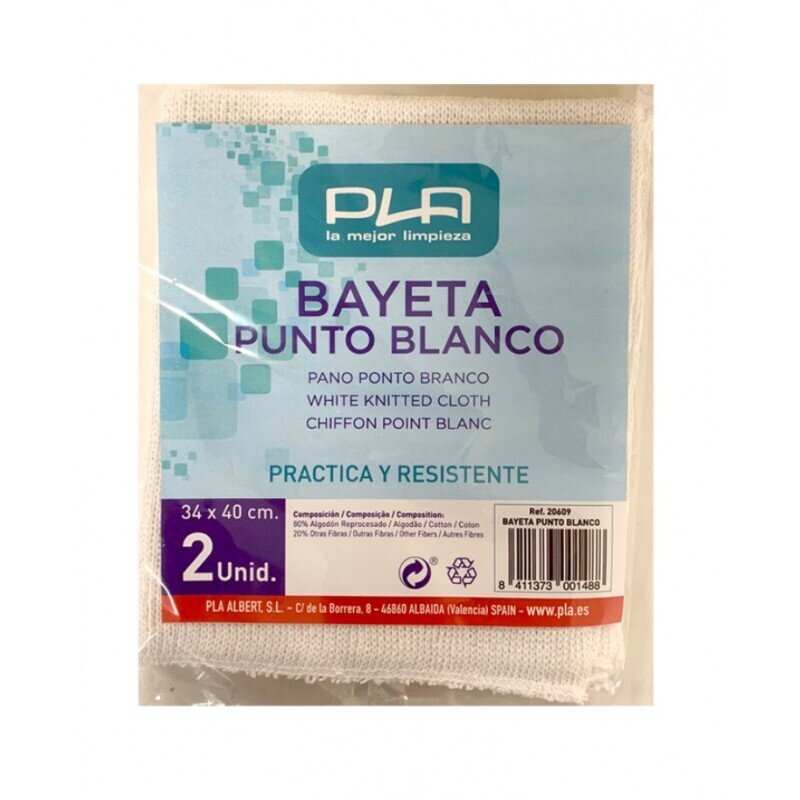 PLA
la mejor limpieza
BAYETA
PUNTO BLANCO
PANO PONTO BRANCO
WHITE KNITTED CLOTH
CHIFFON POINT BLANC
PRACTICA Y RESISTENTE
34 x 40 cm.
2 Unid.
Composición / Composição / Composition:
80% Algodón Reprocesado / Algodão / Cotton / Coton
20% Otras Fibras / Outras Fibras / Other Fibers / Autres Fibres
®
Ref. 20609
BAYETA PUNTO BLANCO
8 411373 001488
PLA ALBERT, S.L. – C/ de la Borrera, 8 – 46860 ALBAIDA (Valencia) SPAIN – www.pla.es